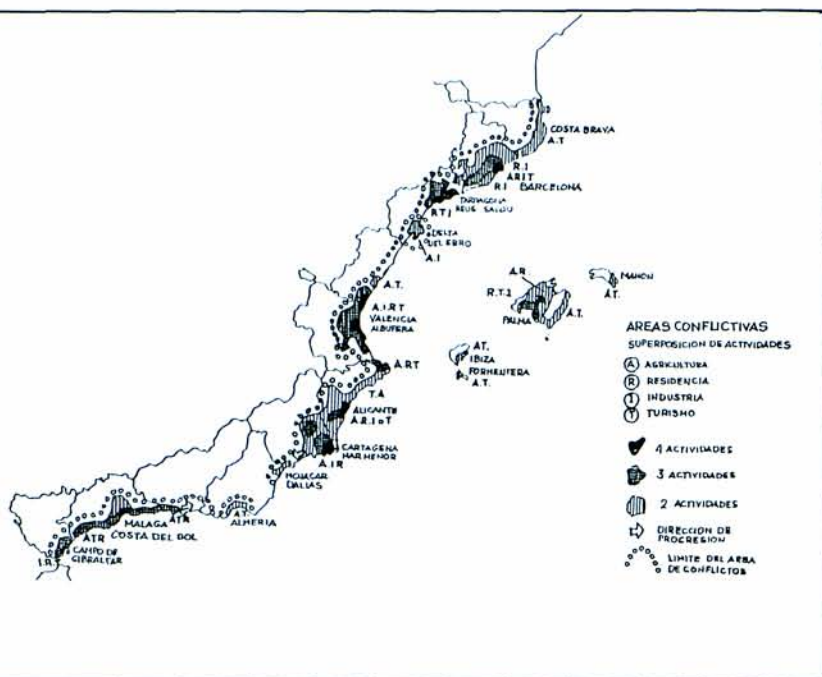 COSTA BRAVA
A.T
R.I
ARIT
R.I BARCELONA
TARRAGONA
REUS SALOU
R T I
DELTA
DEL EBRO
A.I
A.T.
A.I.R.T
VALENCIA
ALBUFERA
A.R.T
T.A
ALICANTE
A.R.I o T
CARTAGENA
MAR MENOR
A.I R
MOJACAR
DALIAS
A.T.
ALMERIA
ATR
MALAGA
COSTA DEL SOL
ATR
CAMPO DE
GIBRALTAR
I.R.
A.R
R.T.I
PALMA
A.T.
MAHON
A.T.
AT.
IBIZA
FORMENTERA
A.T.
AREAS CONFLICTIVAS
SUPERPOSICION DE ACTIVIDADES
A AGRICULTURA
R RESIDENCIA
I INDUSTRIA
T TURISMO
4 ACTIVIDADES
3 ACTIVIDADES
2 ACTIVIDADES
DIRECCION DE
PROGRESION
LIMITE DEL AREA
DE CONFLICTOS